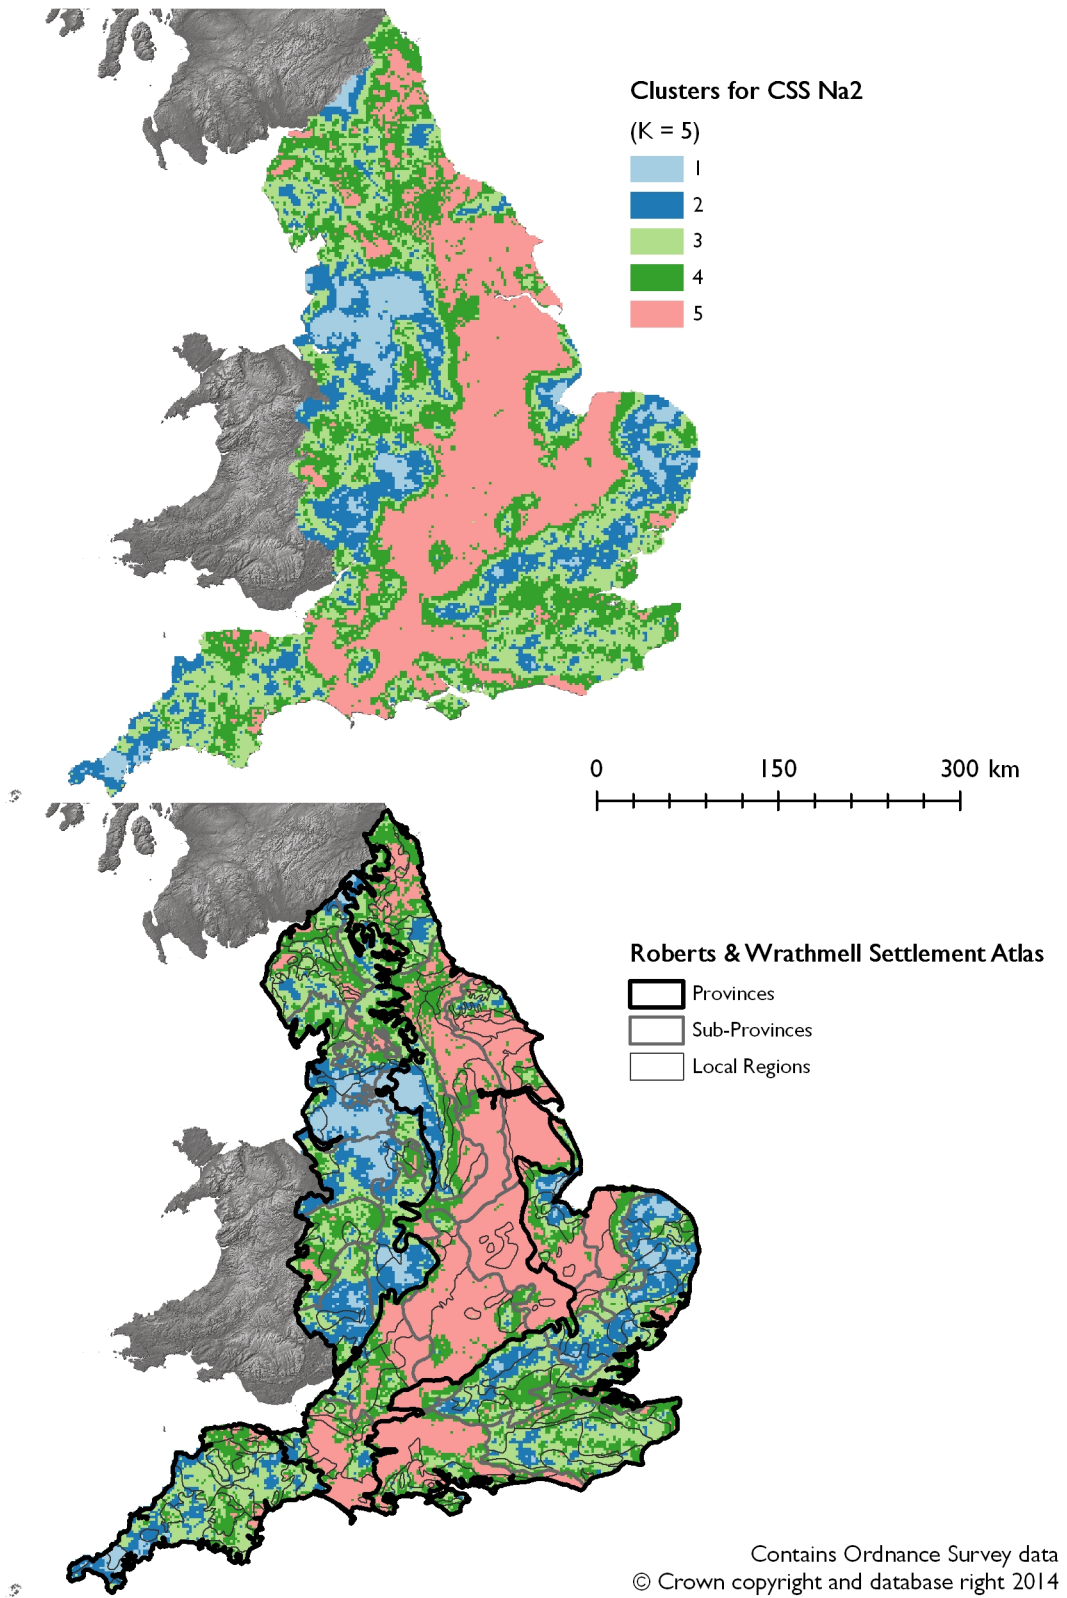 Clusters for CSS Na2
(K = 5)
1
2
3
4
5
0 150 300 km
Roberts & Wrathmell Settlement Atlas
Provinces
Sub-Provinces
Local Regions
Contains Ordnance Survey data
© Crown copyright and database right 2014